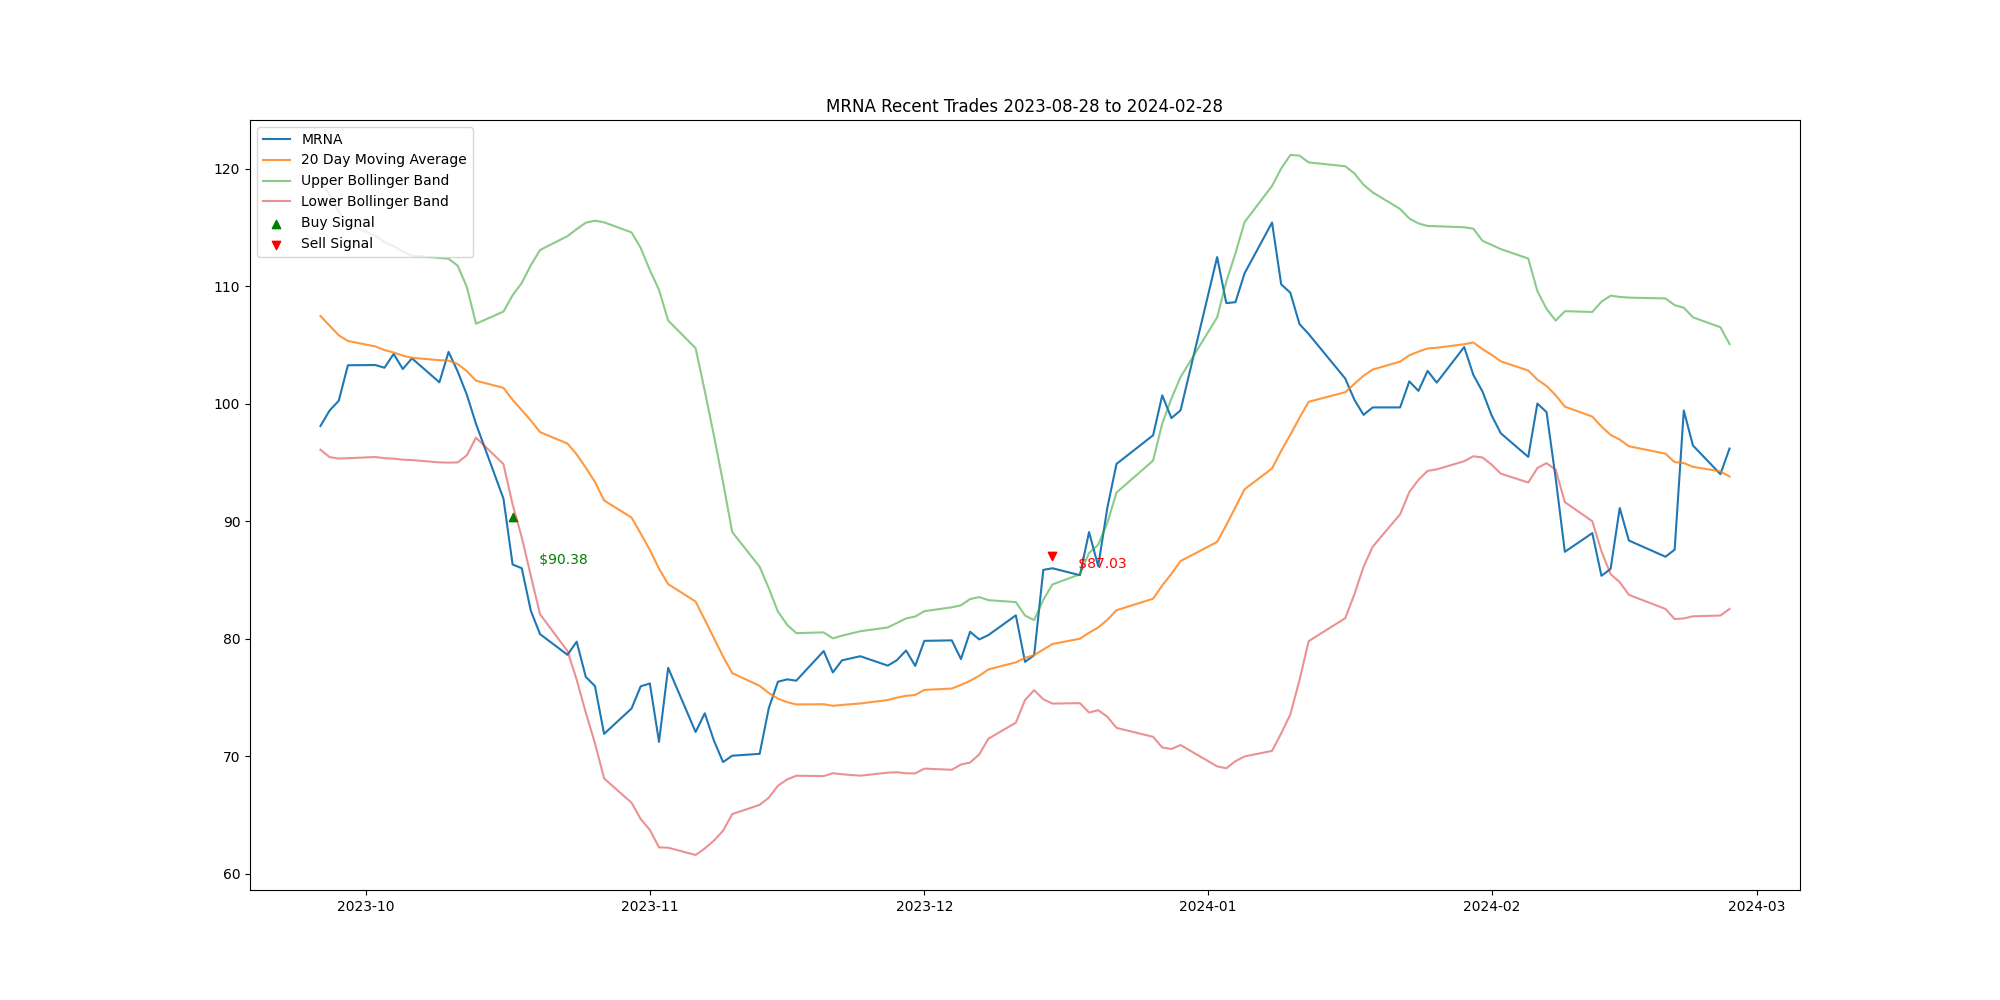 MRNA Recent Trades 2023-08-28 to 2024-02-28
MRNA
20 Day Moving Average
Upper Bollinger Band
Lower Bollinger Band
Buy Signal
Sell Signal
120
110
100
90
80
70
60
$90.38
$87.03
2023-10
2023-11
2023-12
2024-01
2024-02
2024-03